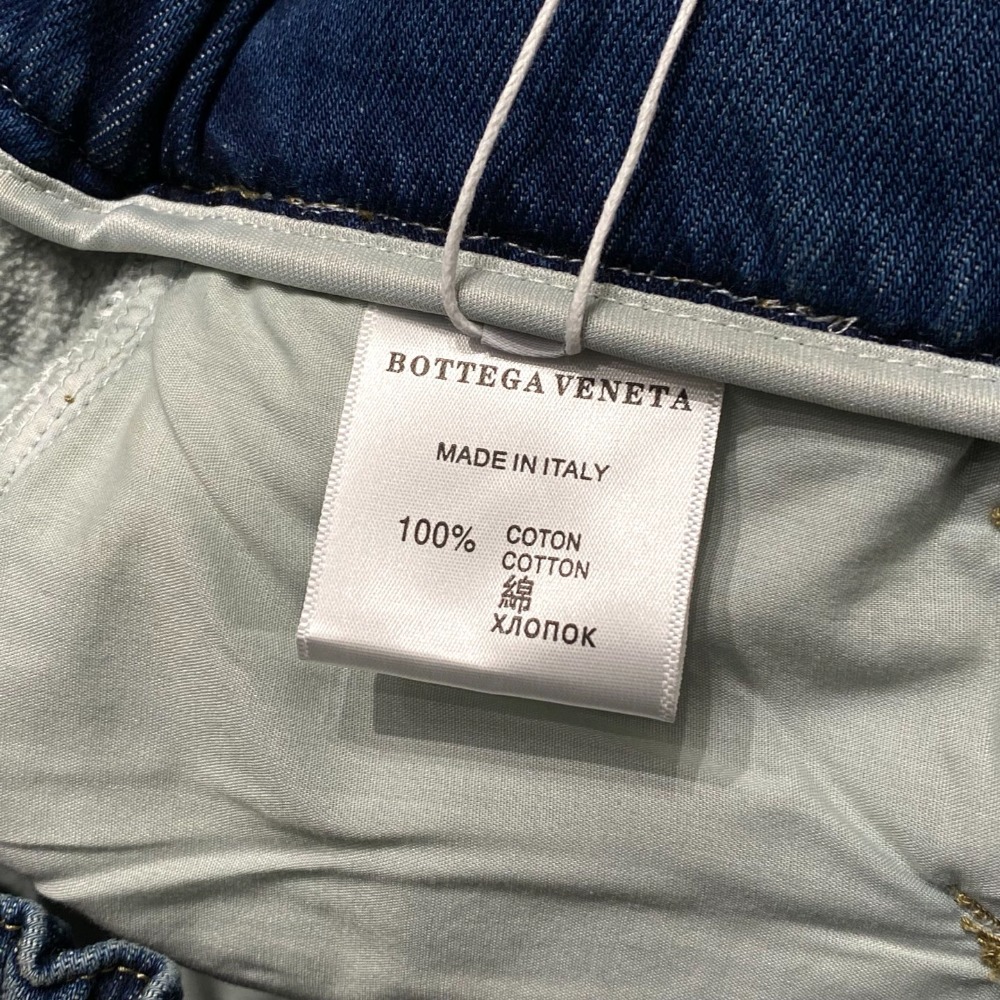 BOTTEGA VENETA
MADE IN ITALY
100% COTON
COTTON
綿
ХЛОПОК